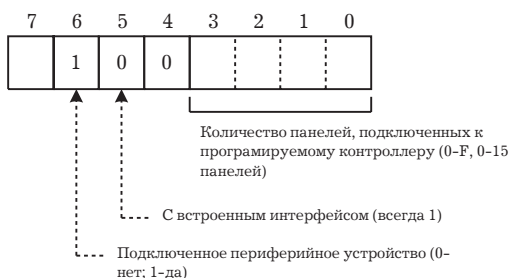 7 6 5 4 3 2 1 0
1 0 0
Количество панелей, подключенных к
програмируемому контроллеру (0-F, 0-15
панелей)
С встроенным интерфейсом (всегда 1)
Подключенное периферийное устройство (0-
нет; 1-да)